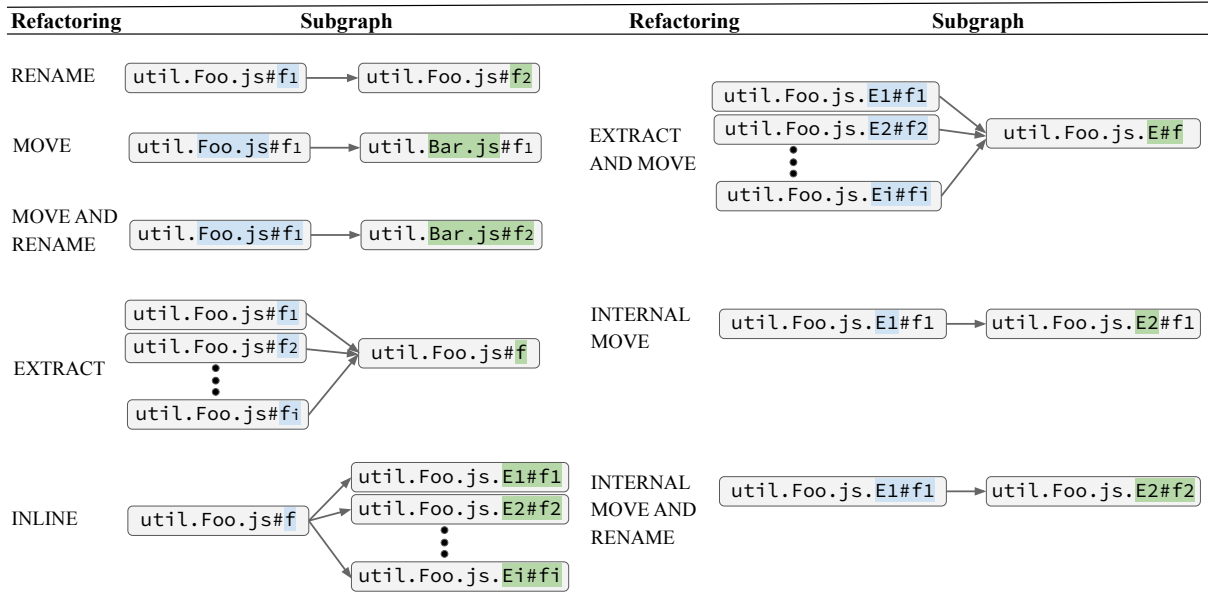 Refactoring Subgraph Refactoring Subgraph
RENAME
util.Foo.js#f1 util.Foo.js#f2
MOVE
util.Foo.js#f1 util.Bar.js#f1
MOVE AND
RENAME
util.Foo.js#f1 util.Bar.js#f2
EXTRACT
util.Foo.js#f1
util.Foo.js#f2
util.Foo.js#fi
util.Foo.js#f
INLINE
util.Foo.js#f
util.Foo.js.E1#f1
util.Foo.js.E2#f2
util.Foo.js.Ei#fi
EXTRACT
AND MOVE
util.Foo.js.E1#f1
util.Foo.js.E2#f2
util.Foo.js.Ei#fi
util.Foo.js.E#f
INTERNAL
MOVE
util.Foo.js.E1#f1 util.Foo.js.E2#f1
INTERNAL
MOVE AND
RENAME
util.Foo.js.E1#f1 util.Foo.js.E2#f2